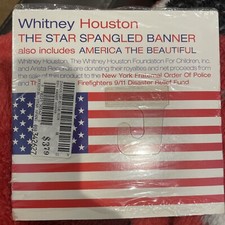 Whitney Houston
THE STAR SPANGLED BANNER
also includes AMERICA THE BEAUTIFUL
Whitney Houston, The Whitney Houston Foundation For Children, Inc.
and Arista Records are donating their royalties and net proceeds from
the sale of this product to the New York Fraternal Order Of Police
and Firefighters 9/11 Disaster Relief Fund.
$3.79